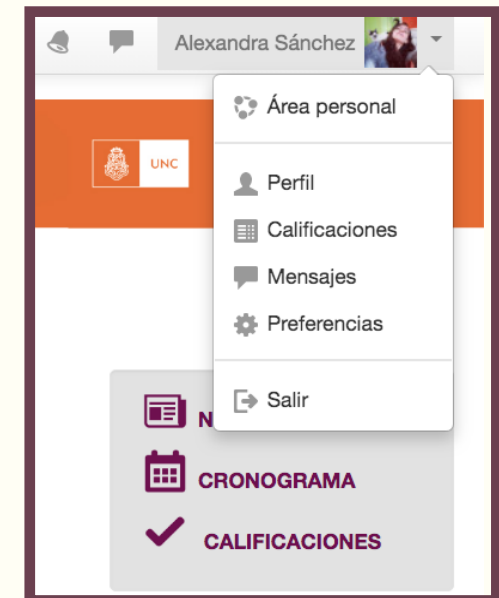 Alexandra Sánchez
Área personal
UNC
Perfil
Calificaciones
Mensajes
Preferencias
Salir
N
CRONOGRAMA
CALIFICACIONES